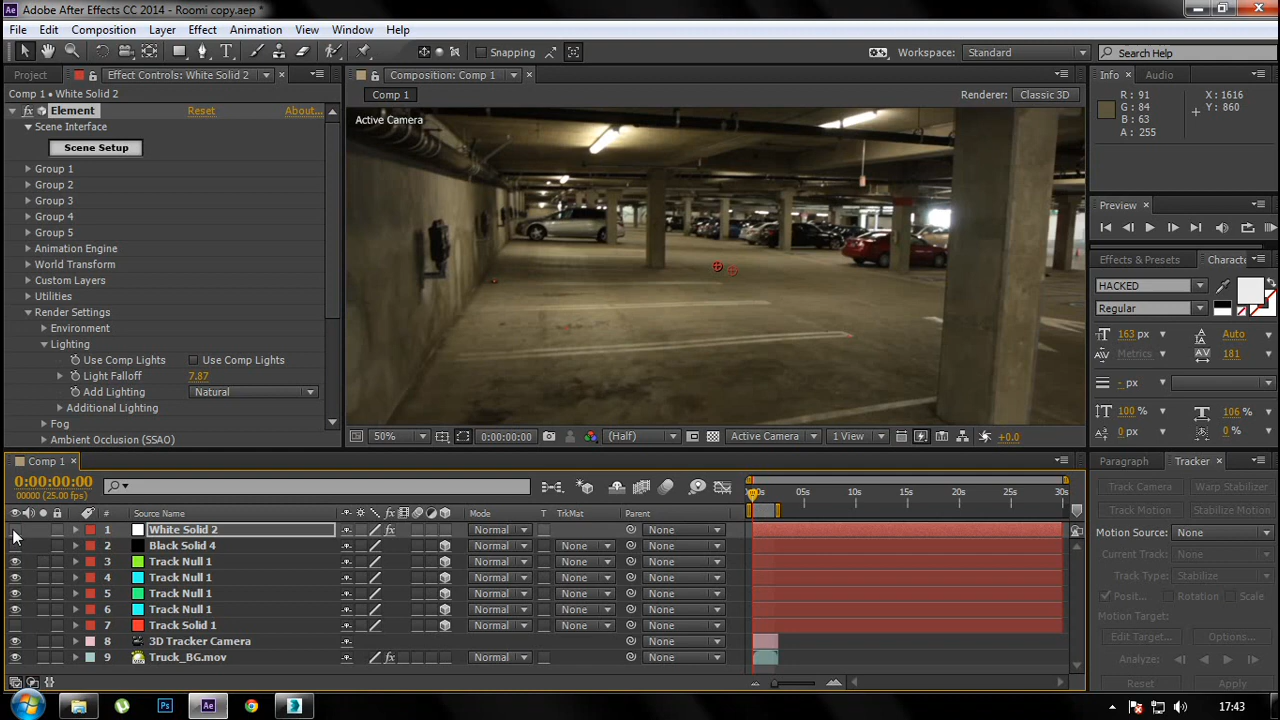 Adobe After Effects CC 2014 - Roomi copy.aep *
File Edit Composition Layer Effect Animation View Window Help
Snapping Workspace: Standard Search Help
Project Effect Controls: White Solid 2 Composition: Comp 1 Info Audio
Comp 1 • White Solid 2
Comp 1 Renderer: Classic 3D
fx Element Reset About...
Scene Interface
Scene Setup
Group 1
Group 2
Group 3
Group 4
Group 5
Animation Engine
World Transform
Custom Layers
Utilities
Render Settings
Environment
Lighting
Use Comp Lights Use Comp Lights
Light Falloff 7.87
Add Lighting Natural
Additional Lighting
Fog
Ambient Occlusion (SSAO)
Active Camera
50% 0:00:00:00 (Half) Active Camera 1 View +0.0
R : 91 X : 1616
G : 84 Y : 860
B : 63
A : 255
Preview
Effects & Presets Characte
HACKED
Regular
163 px Auto
Metrics 181
- px
100 % 106 %
0 px 0 %
Comp 1
0:00:00:00
00000 (25.00 fps)
# Source Name fx Mode T TrkMat Parent
05s 10s 15s 20s 25s 30s
1 White Solid 2 fx Normal None
2 Black Solid 4 Normal None None
3 Track Null 1 Normal None None
4 Track Null 1 Normal None None
5 Track Null 1 Normal None None
6 Track Null 1 Normal None None
7 Track Solid 1 Normal None None
8 3D Tracker Camera None
9 Truck_BG.mov fx Normal None None
Paragraph Tracker
Track Camera Warp Stabilizer
Track Motion Stabilize Motion
Motion Source: None
Current Track: None
Track Type: Stabilize
Posit... Rotation Scale
Motion Target:
Edit Target... Options...
Analyze:
Reset Apply
17:43